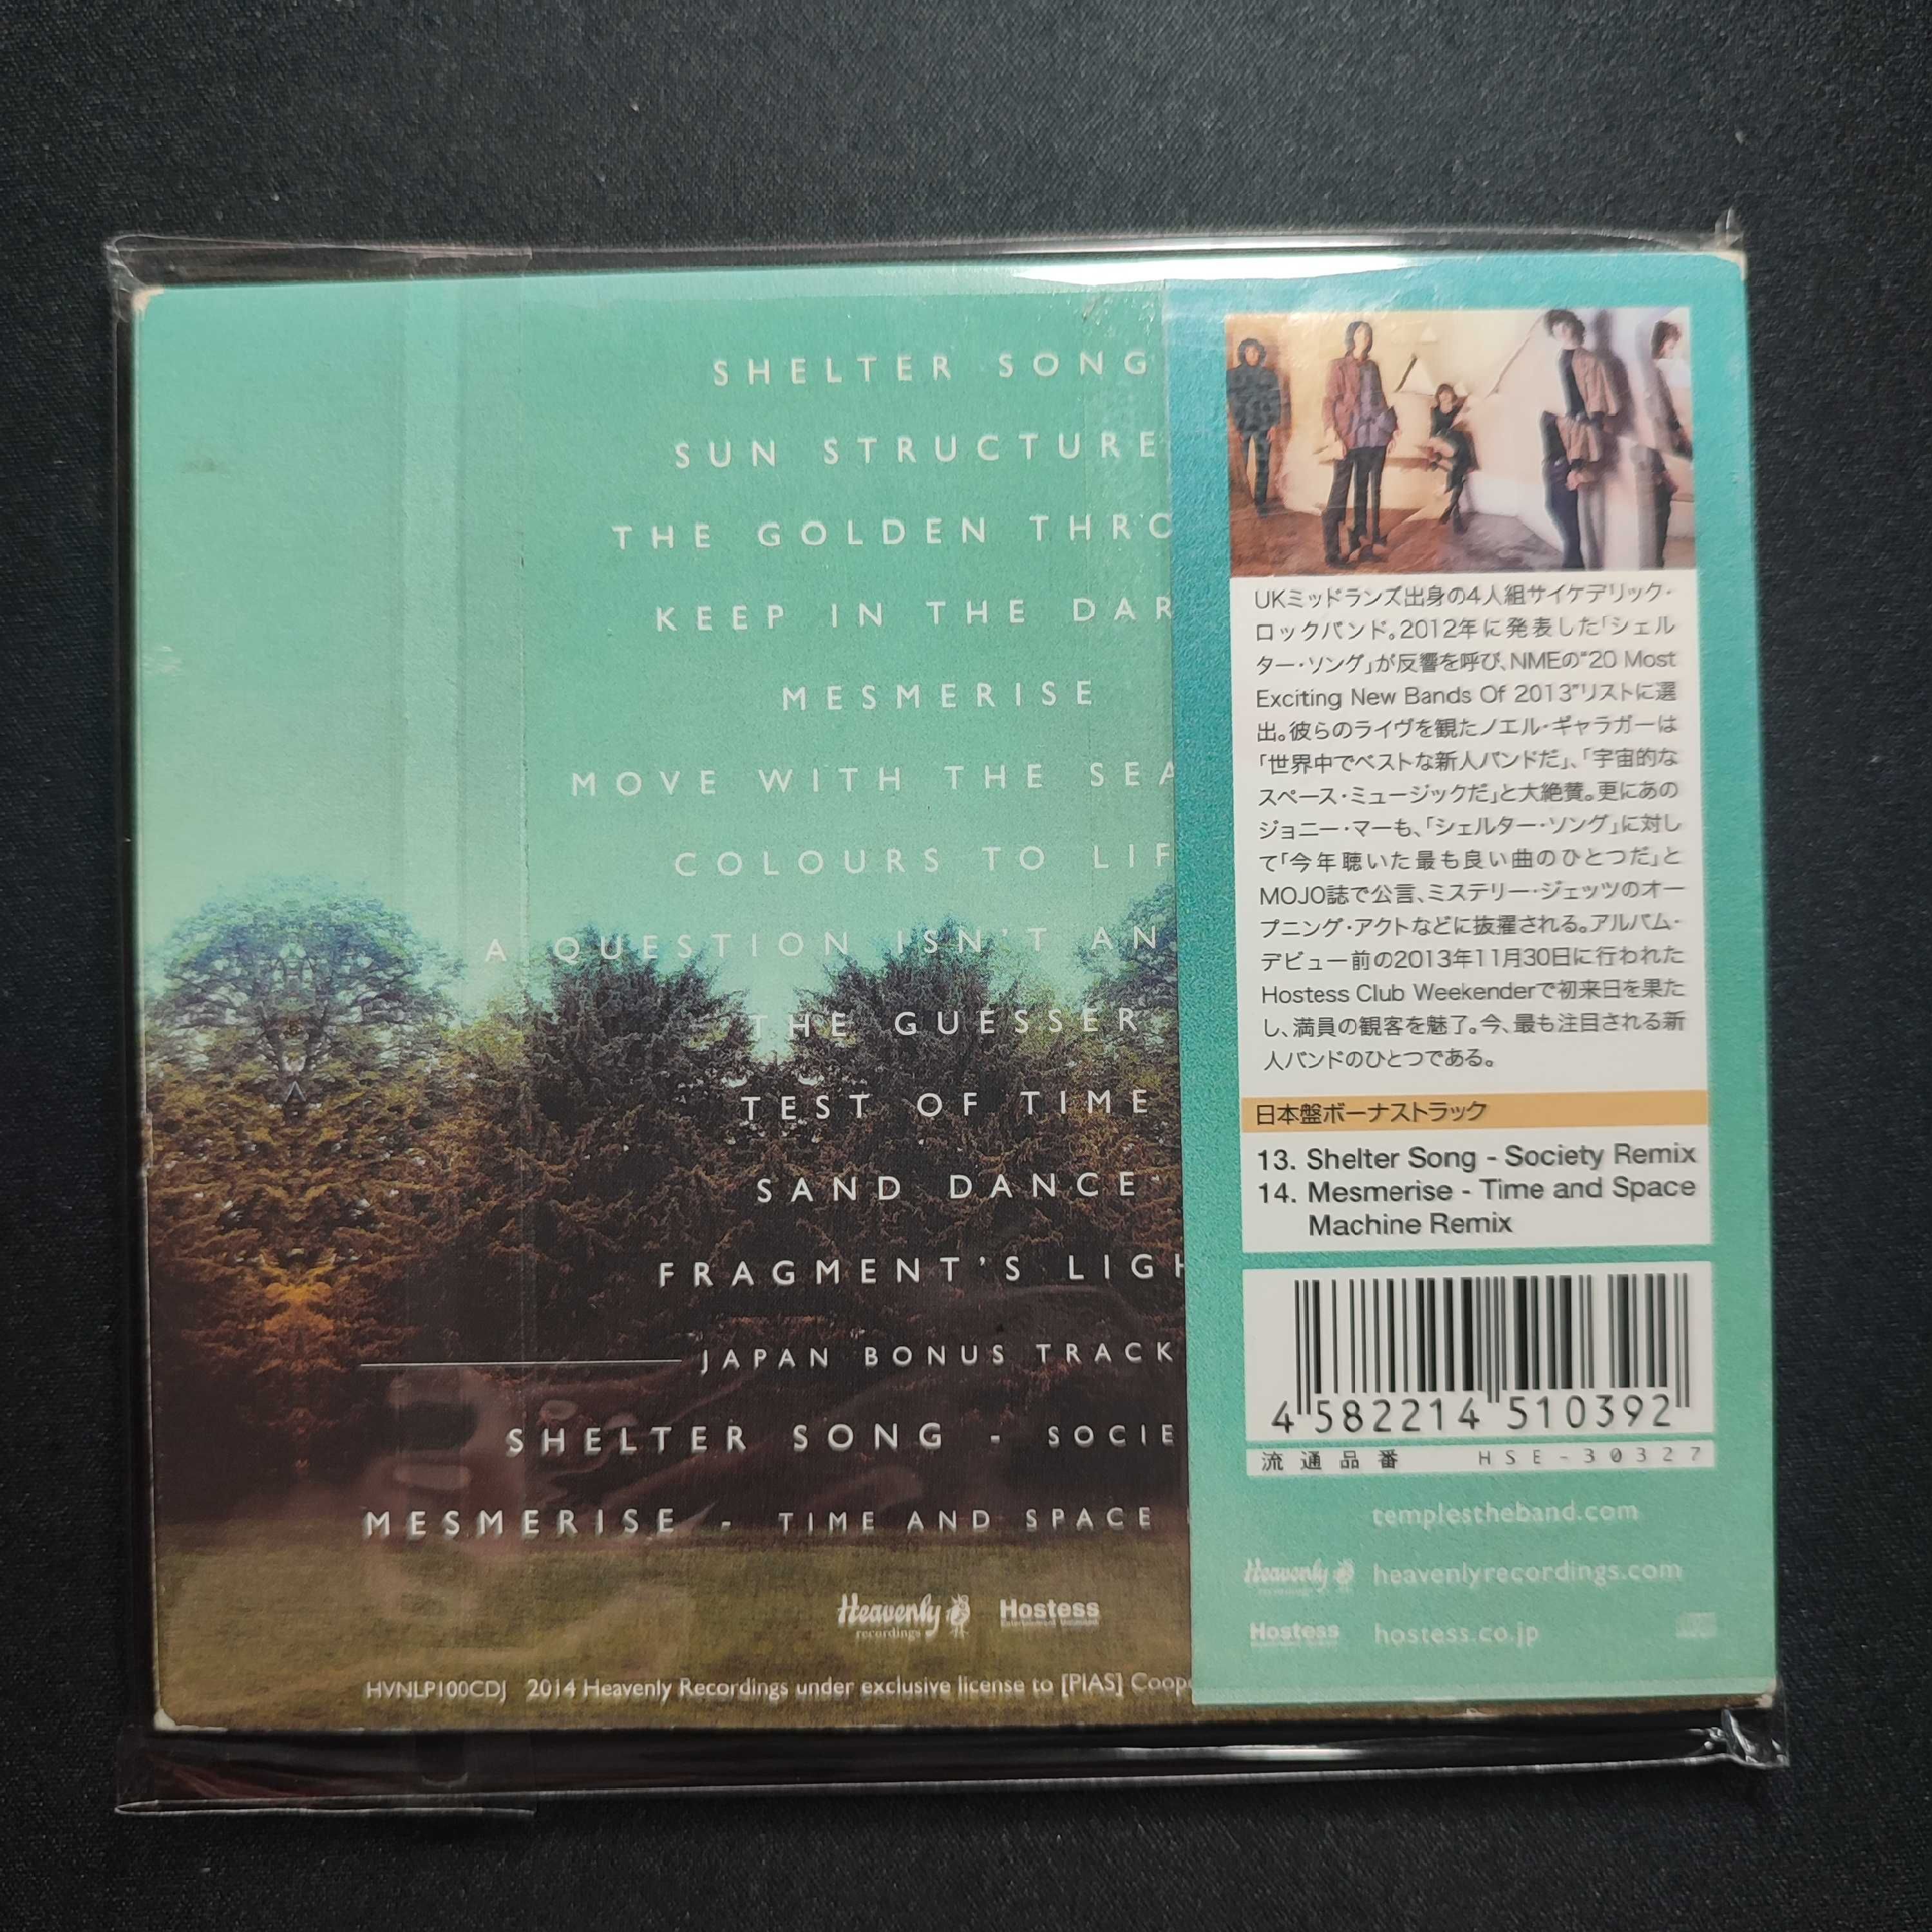 SHELTER SONG
SUN STRUCTURE
THE GOLDEN THRO
KEEP IN THE DAR
MESMERISE
MOVE WITH THE SEA
COLOURS TO LIF
A QUESTION ISN'T AN
THE GUESSER
TEST OF TIME
SAND DANCE
FRAGMENT'S LIGH
JAPAN BONUS TRACK
SHELTER SONG - SOCIE
MESMERISE - TIME AND SPACE
Heavenly
recordings
Hostess
HVNLP100CDJ 2014 Heavenly Recordings under exclusive license to [PIAS] Coope
UKミッドランズ出身の4人組サイケデリック・
ロックバンド。2012年に発表した「シェル
ター・ソング」が反響を呼び、NMEの"20 Most
Exciting New Bands Of 2013"リストに選
出。彼らのライヴを観たノエル・ギャラガーは
「世界中でベストな新人バンドだ」、「宇宙的な
スペース・ミュージックだ」と大絶賛。更にあの
ジョニー・マーも、「シェルター・ソング」に対し
て「今年聴いた最も良い曲のひとつだ」と
MOJO誌で公言、ミステリー・ジェッツのオー
プニング・アクトなどに抜擢される。アルバム・
デビュー前の2013年11月30日に行われた
Hostess Club Weekenderで初来日を果た
し、満員の観客を魅了。今、最も注目される新
人バンドのひとつである。
日本盤ボーナストラック
13. Shelter Song - Society Remix
14. Mesmerise - Time and Space
Machine Remix
4 582214 510392
流通品番 HSE-30327
templestheband.com
Heavenly heavenlyrecordings.com
Hostess hostess.co.jp